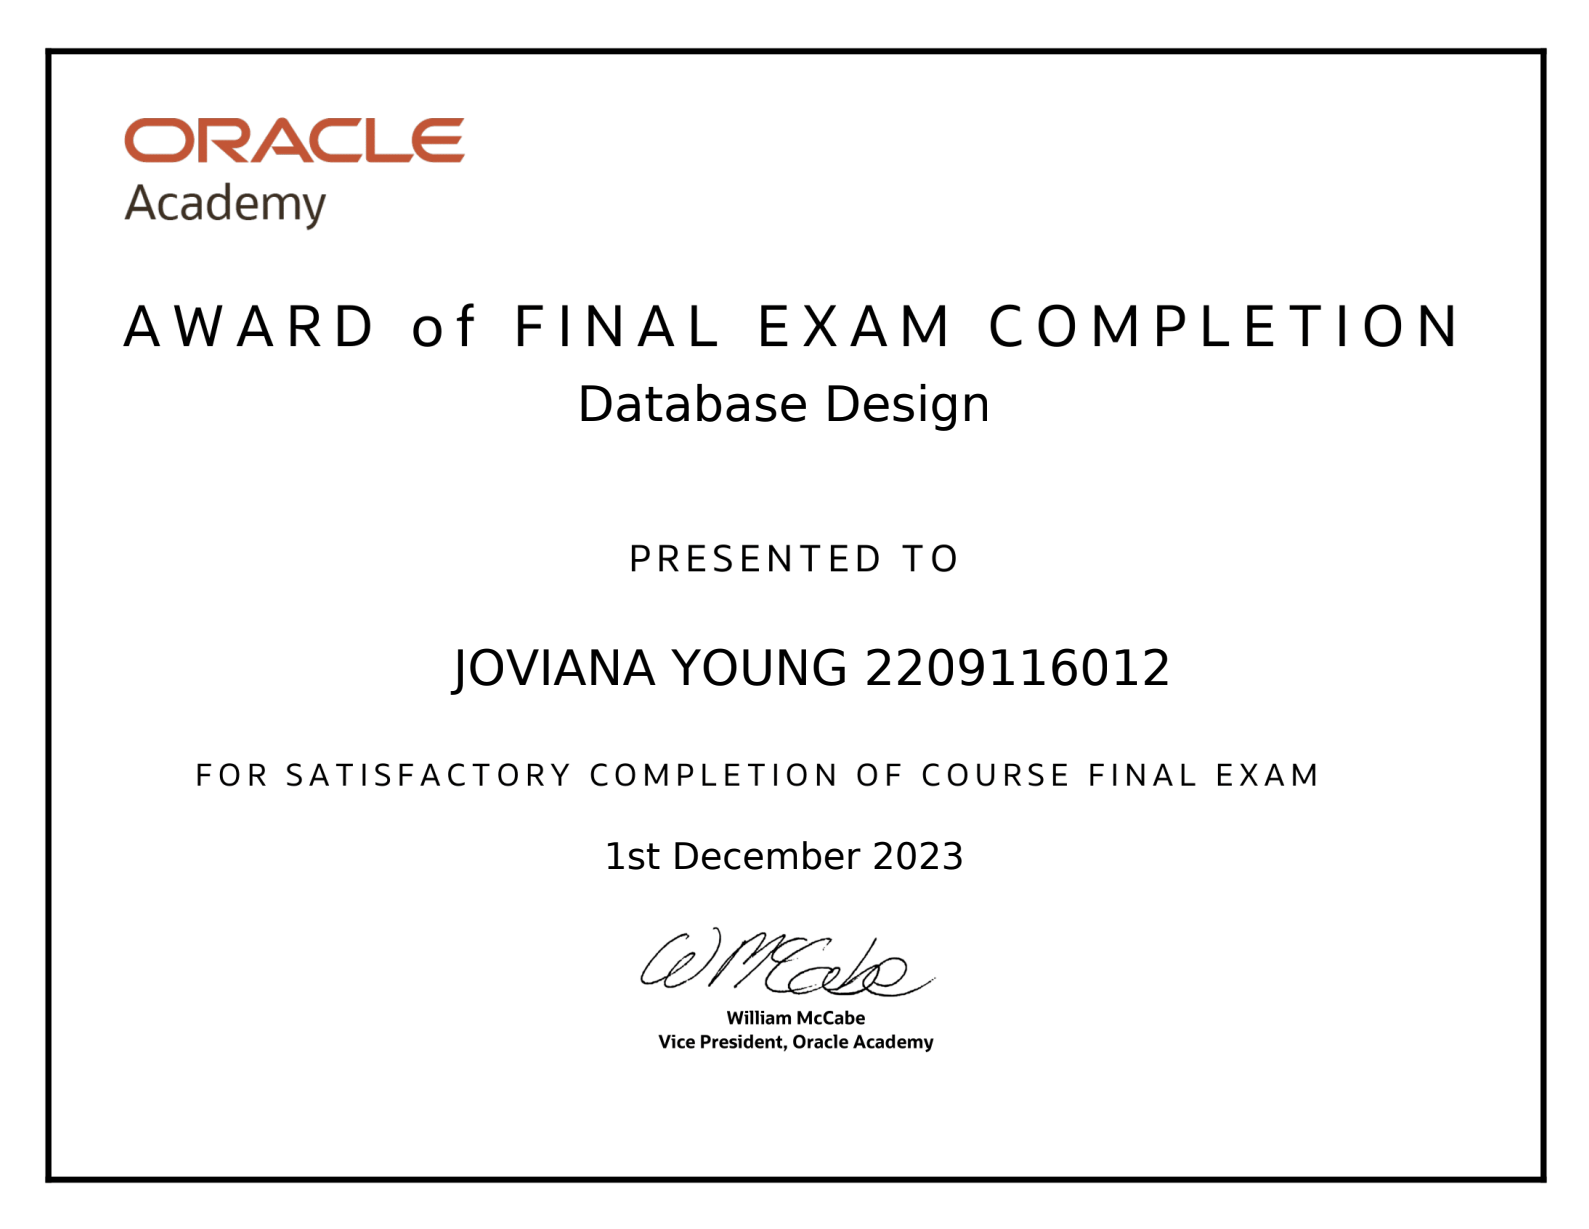 ORACLE
Academy
AWARD of FINAL EXAM COMPLETION
Database Design
PRESENTED TO
JOVIANA YOUNG 2209116012
FOR SATISFACTORY COMPLETION OF COURSE FINAL EXAM
1st December 2023
W McCabe
William McCabe
Vice President, Oracle Academy